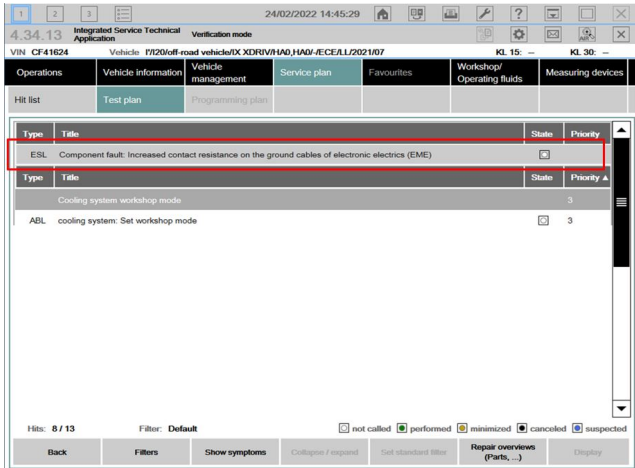 1 2 3 24/02/2022 14:45:29
4.34.13 Integrated Service Technical Application Verification mode
VIN CF41624 Vehicle I'/I20/off-road vehicle/IX XDRIV/HA0,HA0/-/ECE/LL/2021/07 KL 15: -- KL 30: --
Operations Vehicle information Vehicle management Service plan Favourites Workshop/ Operating fluids Measuring devices
Hit list Test plan Programming plan
Type Title State Priority
ESL Component fault: Increased contact resistance on the ground cables of electronic electrics (EME)
Type Title State Priority ▲
Cooling system workshop mode 3
ABL cooling system: Set workshop mode 3
Hits: 8 / 13 Filter: Default not called performed minimized canceled suspected
Back Filters Show symptoms Collapse / expand Set standard filter Repair overviews (Parts, ...) Display